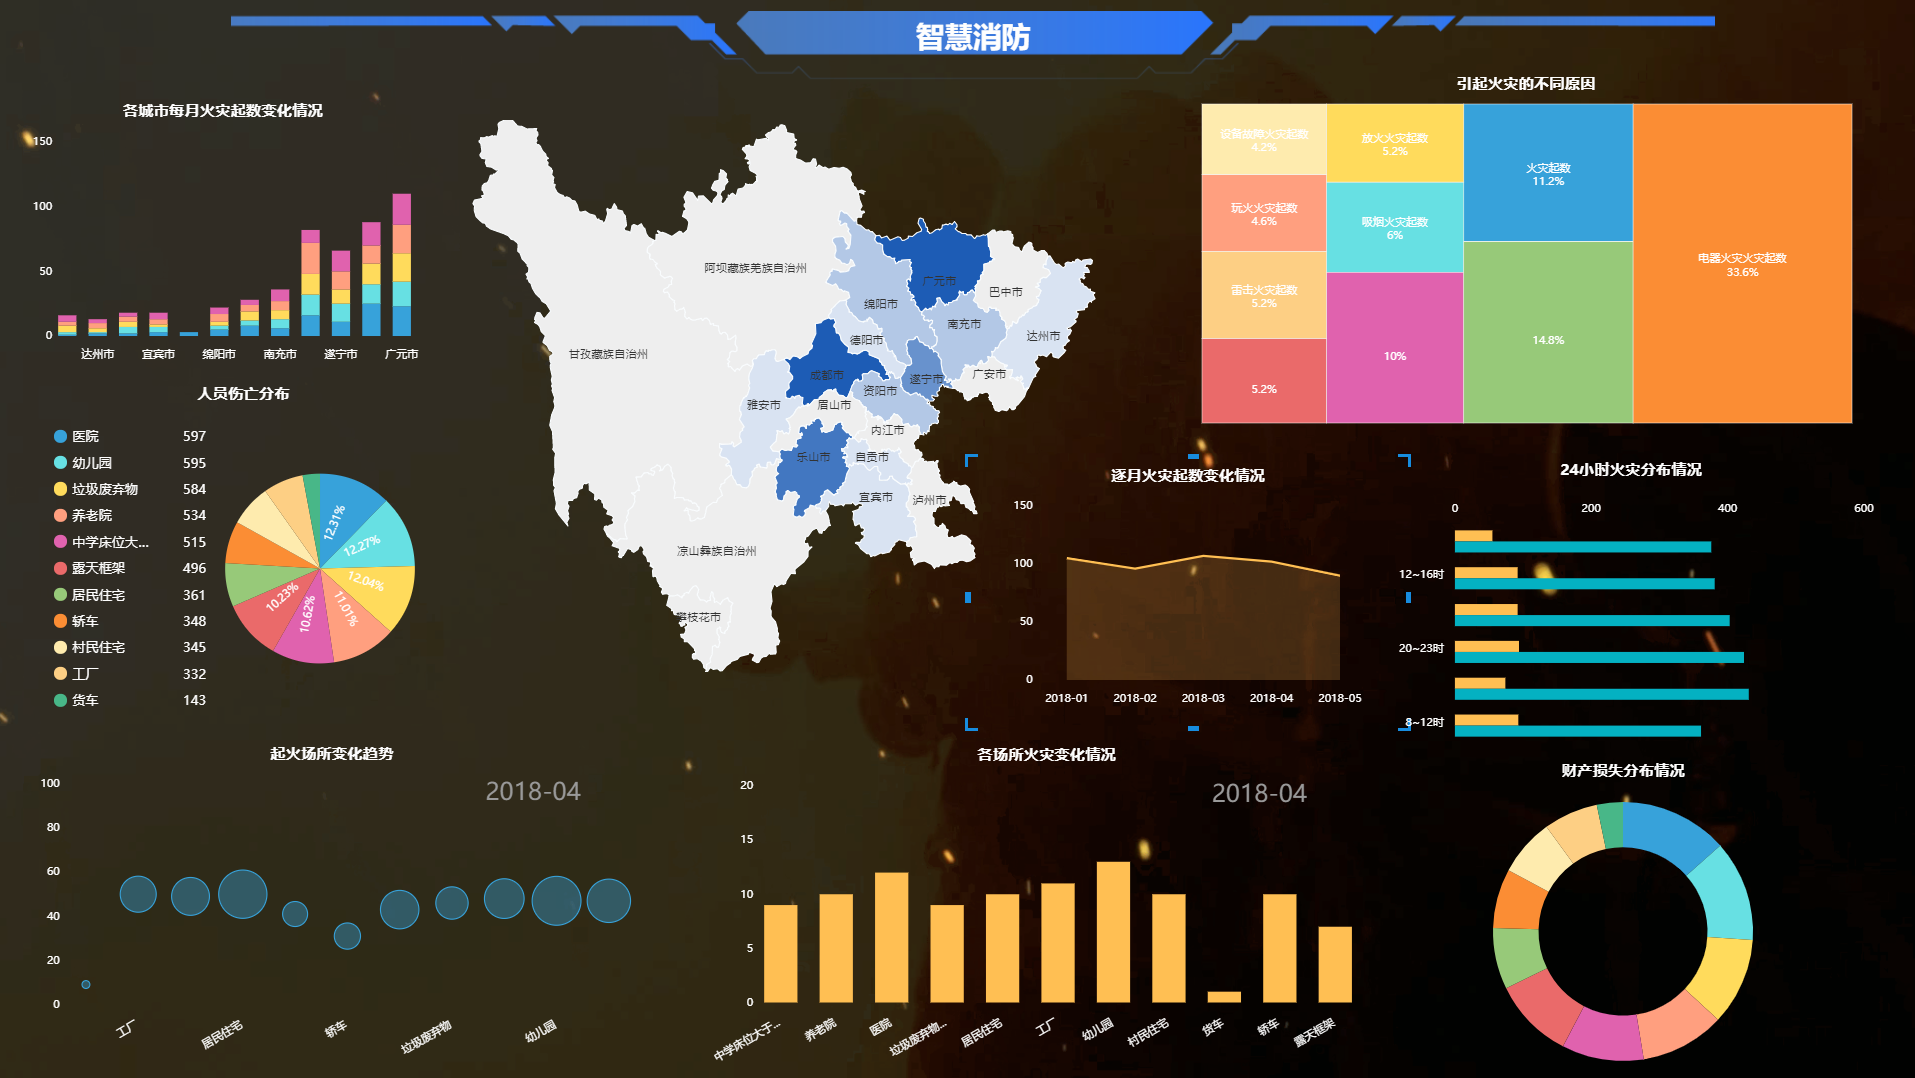 智慧消防
各城市每月火灾起数变化情况
150
100
50
0
达州市
宜宾市
绵阳市
南充市
遂宁市
广元市
人员伤亡分布
医院 597
幼儿园 595
垃圾废弃物 584
养老院 534
中学床位大... 515
露天框架 496
居民住宅 361
轿车 348
村民住宅 345
工厂 332
货车 143
12.31%
12.27%
12.04%
11.01%
10.62%
10.23%
阿坝藏族羌族自治州
甘孜藏族自治州
绵阳市
广元市
巴中市
南充市
达州市
德阳市
成都市
遂宁市
广安市
资阳市
雅安市
眉山市
内江市
乐山市
自贡市
宜宾市
泸州市
凉山彝族自治州
攀枝花市
引起火灾的不同原因
设备故障火灾起数
4.2%
玩火火灾起数
4.6%
雷击火灾起数
5.2%
5.2%
放火火灾起数
5.2%
吸烟火灾起数
6%
10%
火灾起数
11.2%
14.8%
电器火灾火灾起数
33.6%
逐月火灾起数变化情况
150
100
50
0
2018-01
2018-02
2018-03
2018-04
2018-05
24小时火灾分布情况
0
200
400
600
12~16时
20~23时
8~12时
起火场所变化趋势
2018-04
100
80
60
40
20
0
工厂
居民住宅
轿车
垃圾废弃物
幼儿园
各场所火灾变化情况
2018-04
20
15
10
5
0
中学床位大于...
养老院
医院
垃圾废弃物...
居民住宅
工厂
幼儿园
村民住宅
货车
轿车
露天框架
财产损失分布情况